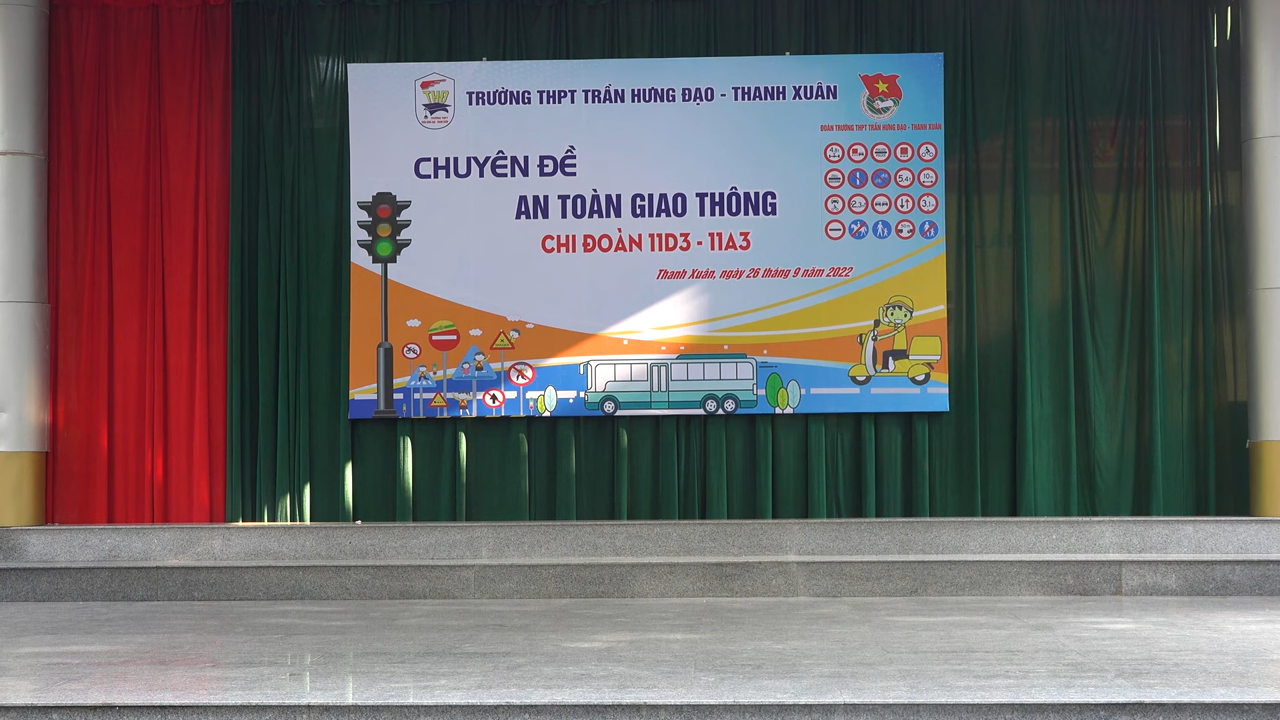 THĐ
TRƯỜNG THPT TRẦN HƯNG ĐẠO - THANH XUÂN
ĐOÀN TRƯỜNG THPT TRẦN HƯNG ĐẠO - THANH XUÂN
CHUYÊN ĐỀ
AN TOÀN GIAO THÔNG
CHI ĐOÀN 11D3 - 11A3
Thanh Xuân, ngày 26 tháng 9 năm 2022